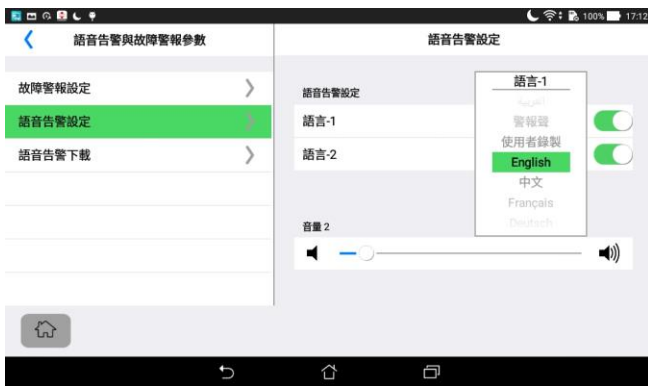 100% 17:12
語音告警與故障警報參數
語音告警設定
故障警報設定
語音告警設定
語音告警下載
語音告警設定
語言-1
語言-2
音量 2
語言-1
العربية
警報聲
使用者錄製
English
中文
Français
Deutsch